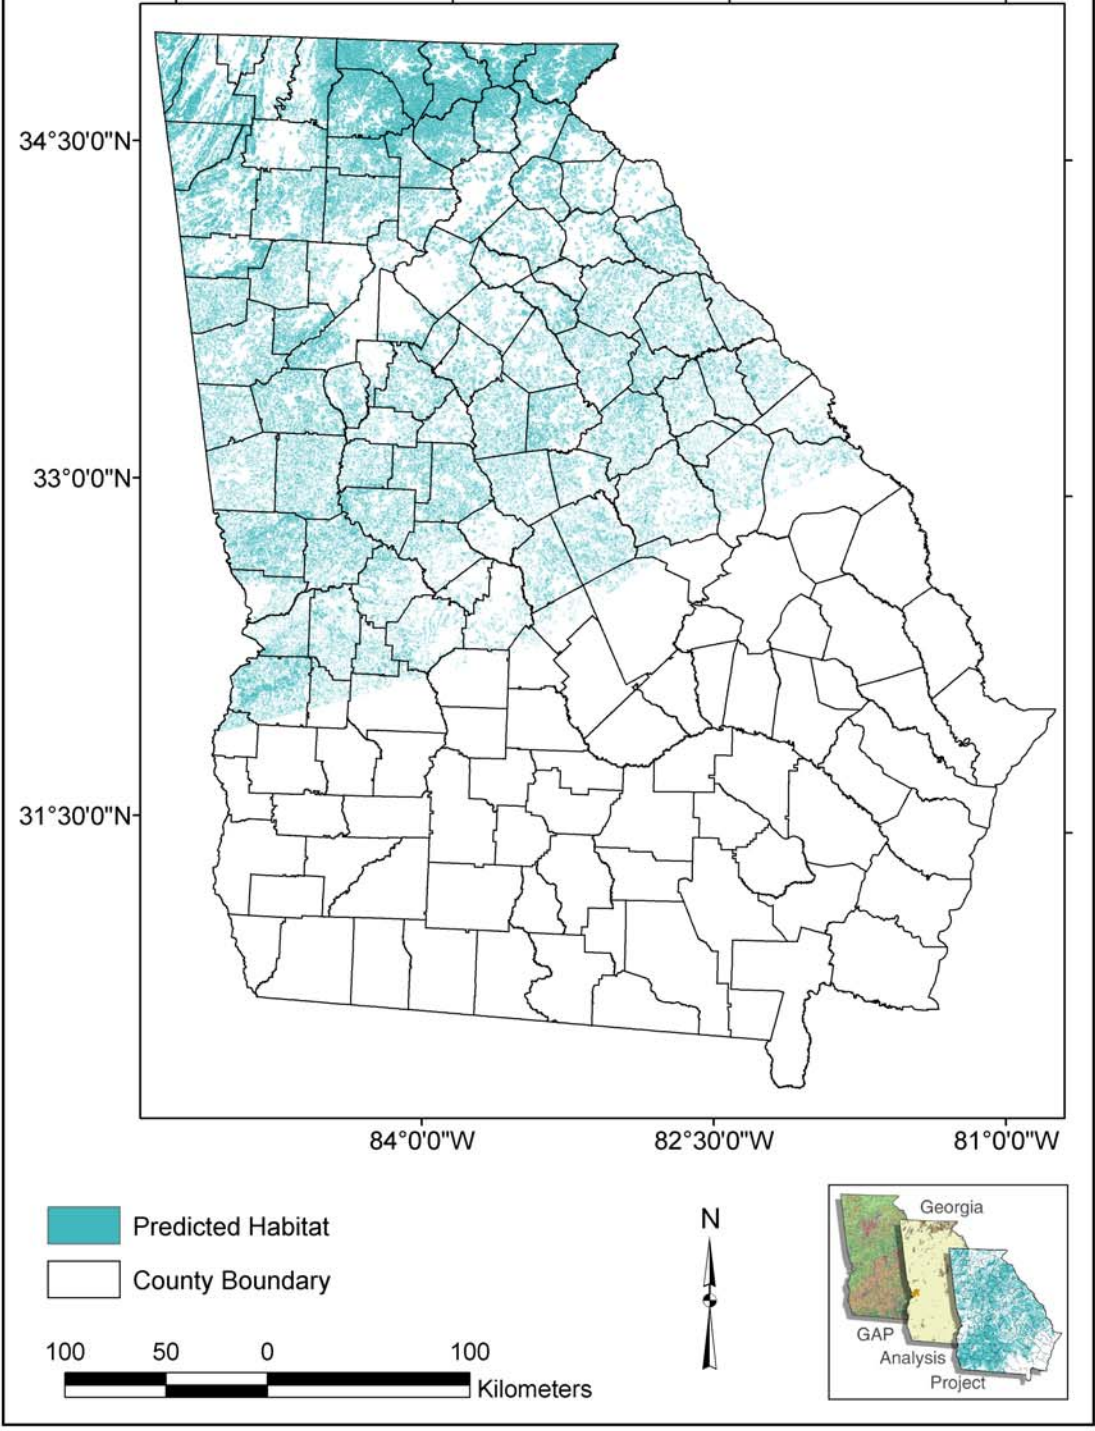 34°30'0"N
33°0'0"N
31°30'0"N
84°0'0"W 82°30'0"W 81°0'0"W
Predicted Habitat
County Boundary
100 50 0 100
Kilometers
N
Georgia
GAP
Analysis
Project